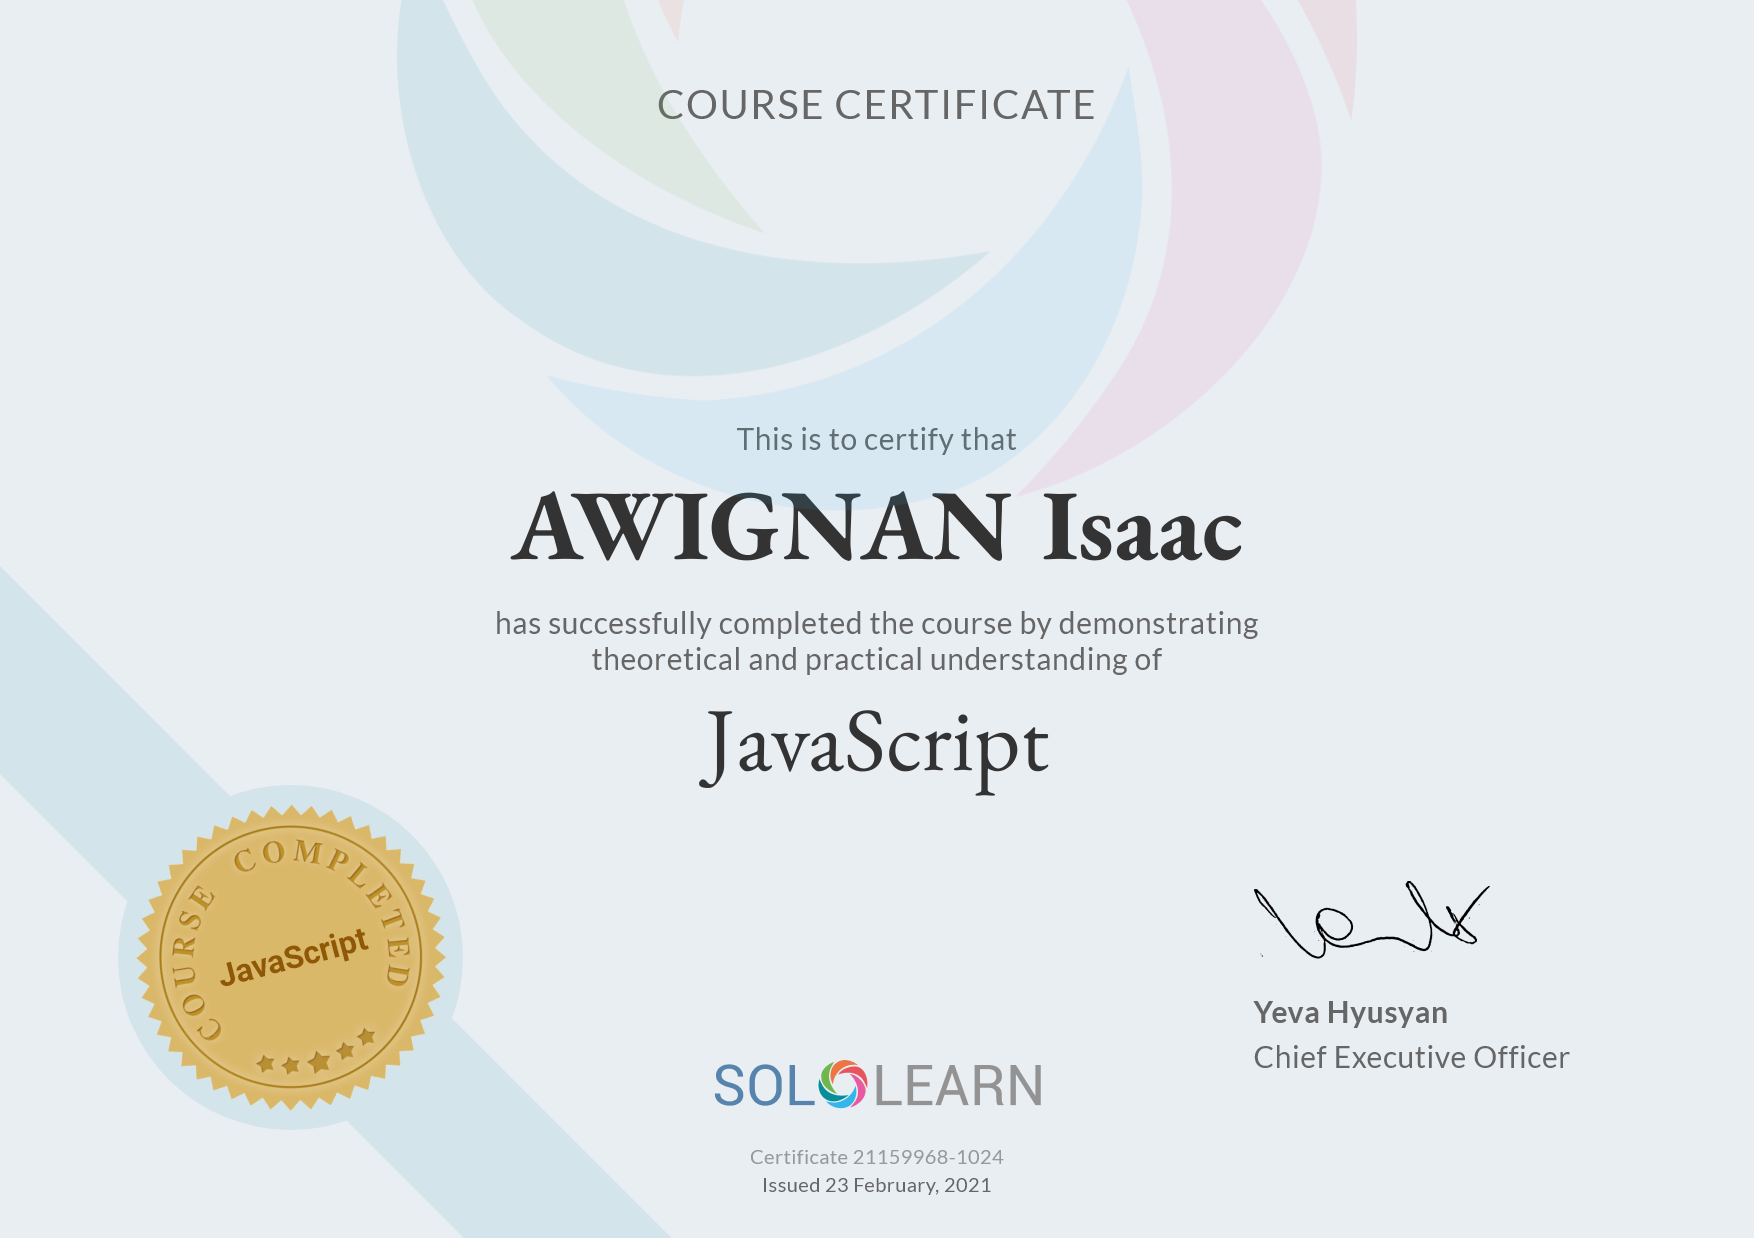 COURSE CERTIFICATE
This is to certify that
AWIGNAN Isaac
has successfully completed the course by demonstrating
theoretical and practical understanding of
JavaScript
COURSE COMPLETED
JavaScript
Yeva Hyusyan
Chief Executive Officer
SOLOLEARN
Certificate 21159968-1024
Issued 23 February, 2021